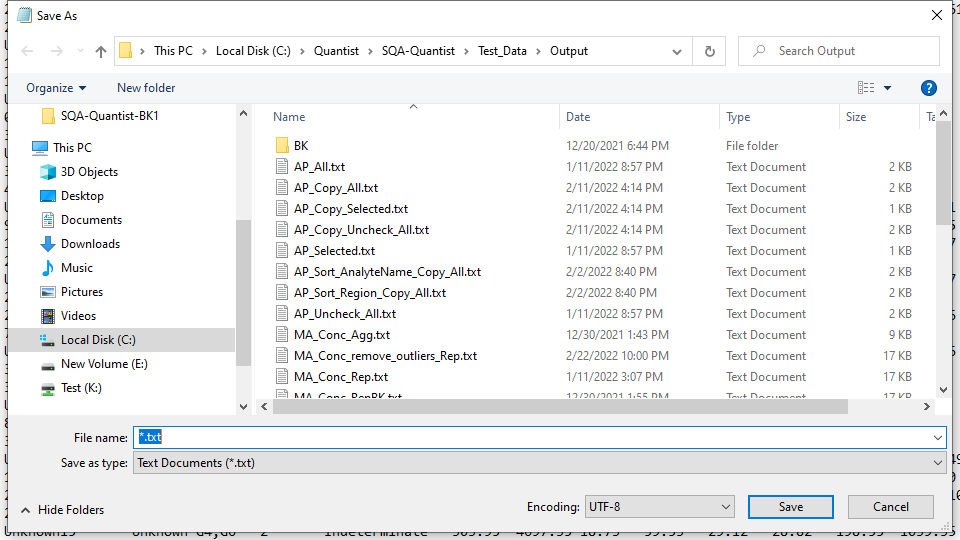 Save As
This PC > Local Disk (C:) > Quantist > SQA-Quantist > Test_Data > Output
Search Output
Organize
New folder
SQA-Quantist-BK1
This PC
3D Objects
Desktop
Documents
Downloads
Music
Pictures
Videos
Local Disk (C:)
New Volume (E:)
Test (K:)
Name Date Type Size
BK 12/20/2021 6:44 PM File folder
AP_All.txt 1/11/2022 8:57 PM Text Document 2 KB
AP_Copy_All.txt 2/11/2022 4:14 PM Text Document 2 KB
AP_Copy_Selected.txt 2/11/2022 4:14 PM Text Document 1 KB
AP_Copy_Uncheck_All.txt 2/11/2022 4:14 PM Text Document 2 KB
AP_Selected.txt 1/11/2022 8:57 PM Text Document 1 KB
AP_Sort_AnalyteName_Copy_All.txt 2/2/2022 8:40 PM Text Document 2 KB
AP_Sort_Region_Copy_All.txt 2/2/2022 8:40 PM Text Document 2 KB
AP_Uncheck_All.txt 1/11/2022 8:57 PM Text Document 2 KB
MA_Conc_Agg.txt 12/30/2021 1:43 PM Text Document 9 KB
MA_Conc_remove_outliers_Rep.txt 2/22/2022 10:00 PM Text Document 17 KB
MA_Conc_Rep.txt 1/11/2022 3:07 PM Text Document 17 KB
MA_Conc_RepBK.txt 12/30/2021 1:55 PM Text Document 17 KB
File name: *.txt
Save as type: Text Documents (*.txt)
Hide Folders
Encoding: UTF-8
Save
Cancel